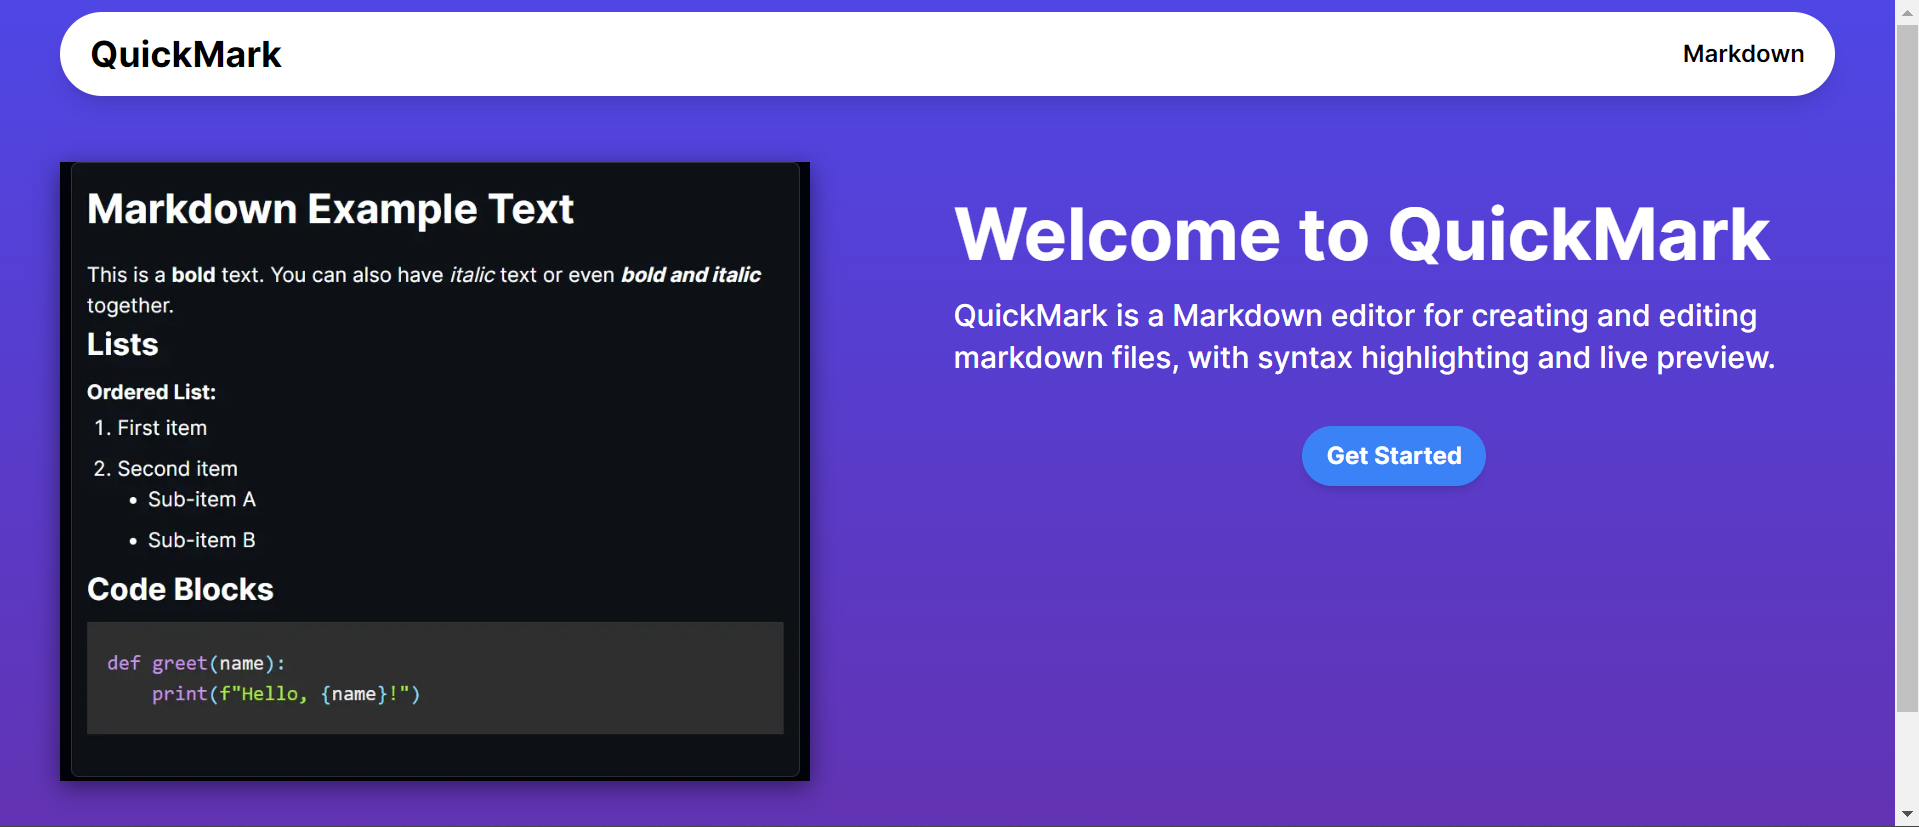 QuickMark
Markdown
Markdown Example Text
This is a bold text. You can also have italic text or even bold and italic
together.
Lists
Ordered List:
1. First item
2. Second item
• Sub-item A
• Sub-item B
Code Blocks
def greet(name):
    print(f"Hello, {name}!")
Welcome to QuickMark
QuickMark is a Markdown editor for creating and editing
markdown files, with syntax highlighting and live preview.
Get Started